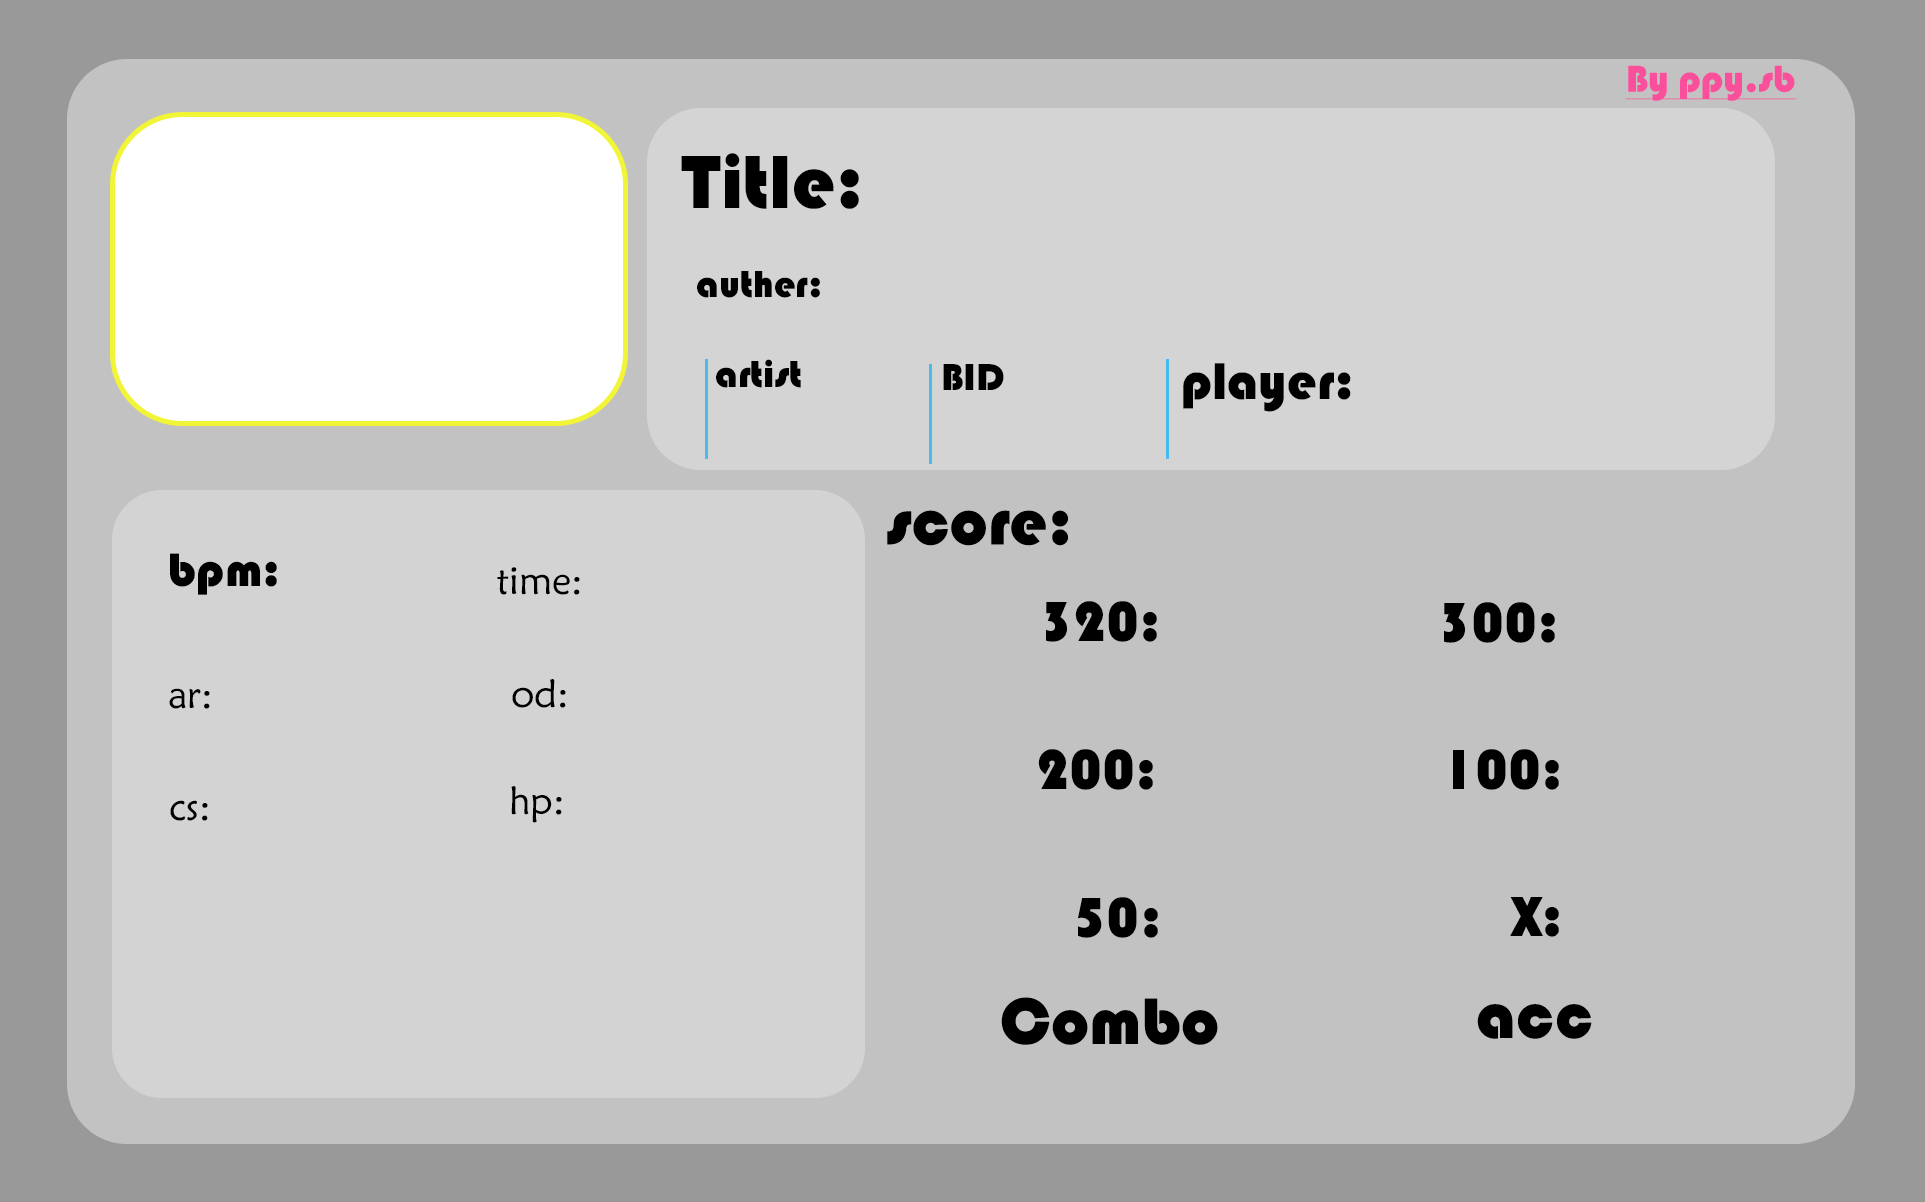 By ppy.sb
Title:
auther:
artist
BID
player:
bpm:
time:
ar:
od:
cs:
hp:
score:
320:
300:
200:
100:
50:
X:
Combo
acc